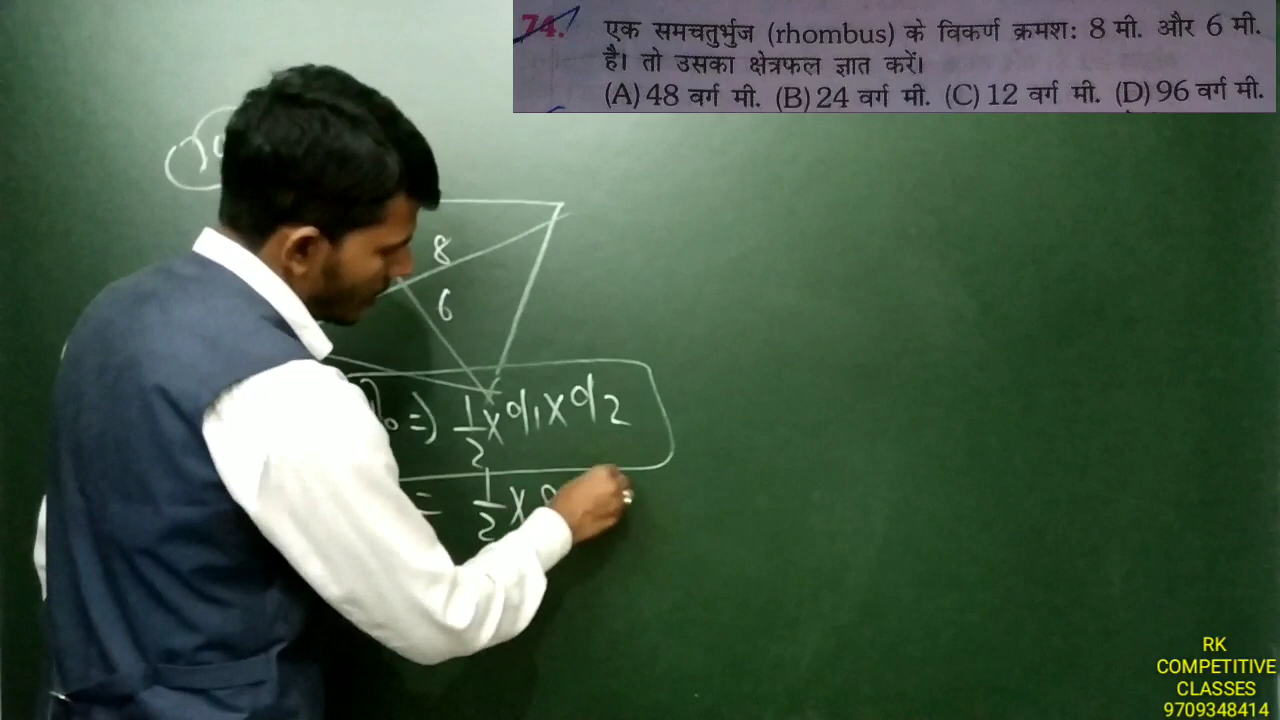 74. एक समचतुर्भुज (rhombus) के विकर्ण क्रमश: 8 मी. और 6 मी.
है। तो उसका क्षेत्रफल ज्ञात करें।
(A) 48 वर्ग मी. (B) 24 वर्ग मी. (C) 12 वर्ग मी. (D) 96 वर्ग मी.
8
6
=) 1/2 x d1 x d2
= 1/2 x
RK
COMPETITIVE
CLASSES
9709348414